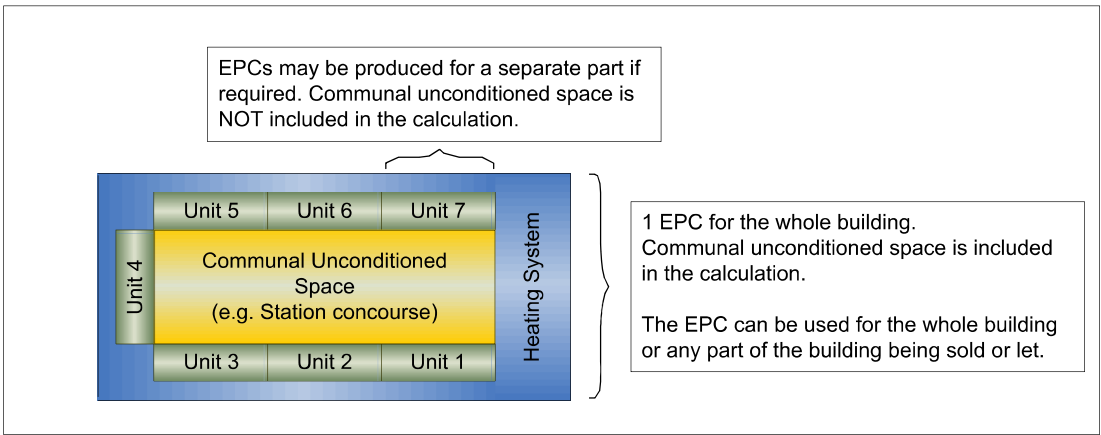 EPCs may be produced for a separate part if
required. Communal unconditioned space is
NOT included in the calculation.
Unit 5
Unit 6
Unit 7
Unit 4
Communal Unconditioned
Space
(e.g. Station concourse)
Heating System
Unit 3
Unit 2
Unit 1
1 EPC for the whole building.
Communal unconditioned space is included
in the calculation.
The EPC can be used for the whole building
or any part of the building being sold or let.